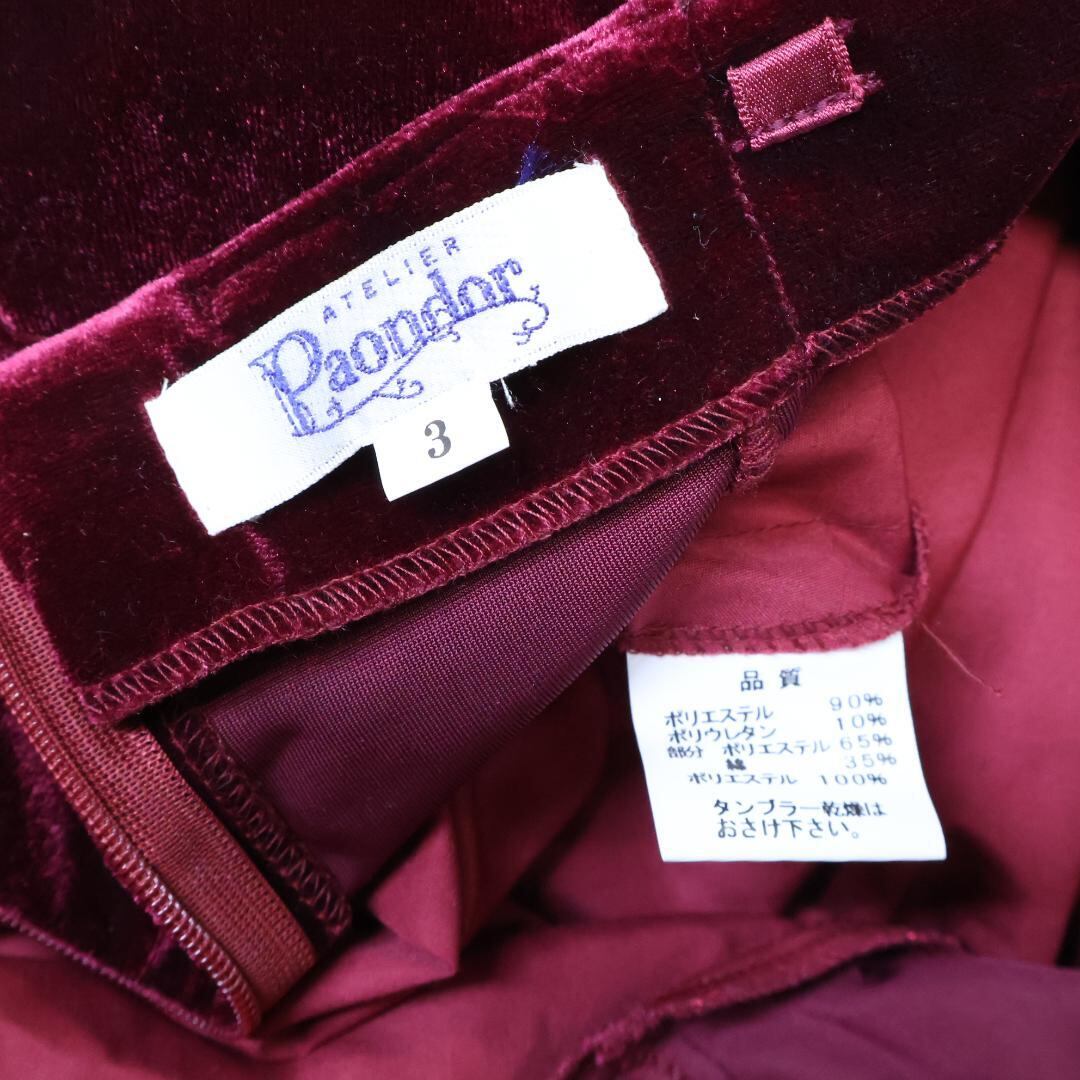 ATELIER
Paondor
3
品質
ポリエステル 90%
ポリウレタン 10%
部分 ポリエステル 65%
綿 35%
ポリエステル 100%
タンブラー乾燥は
おさけ下さい。